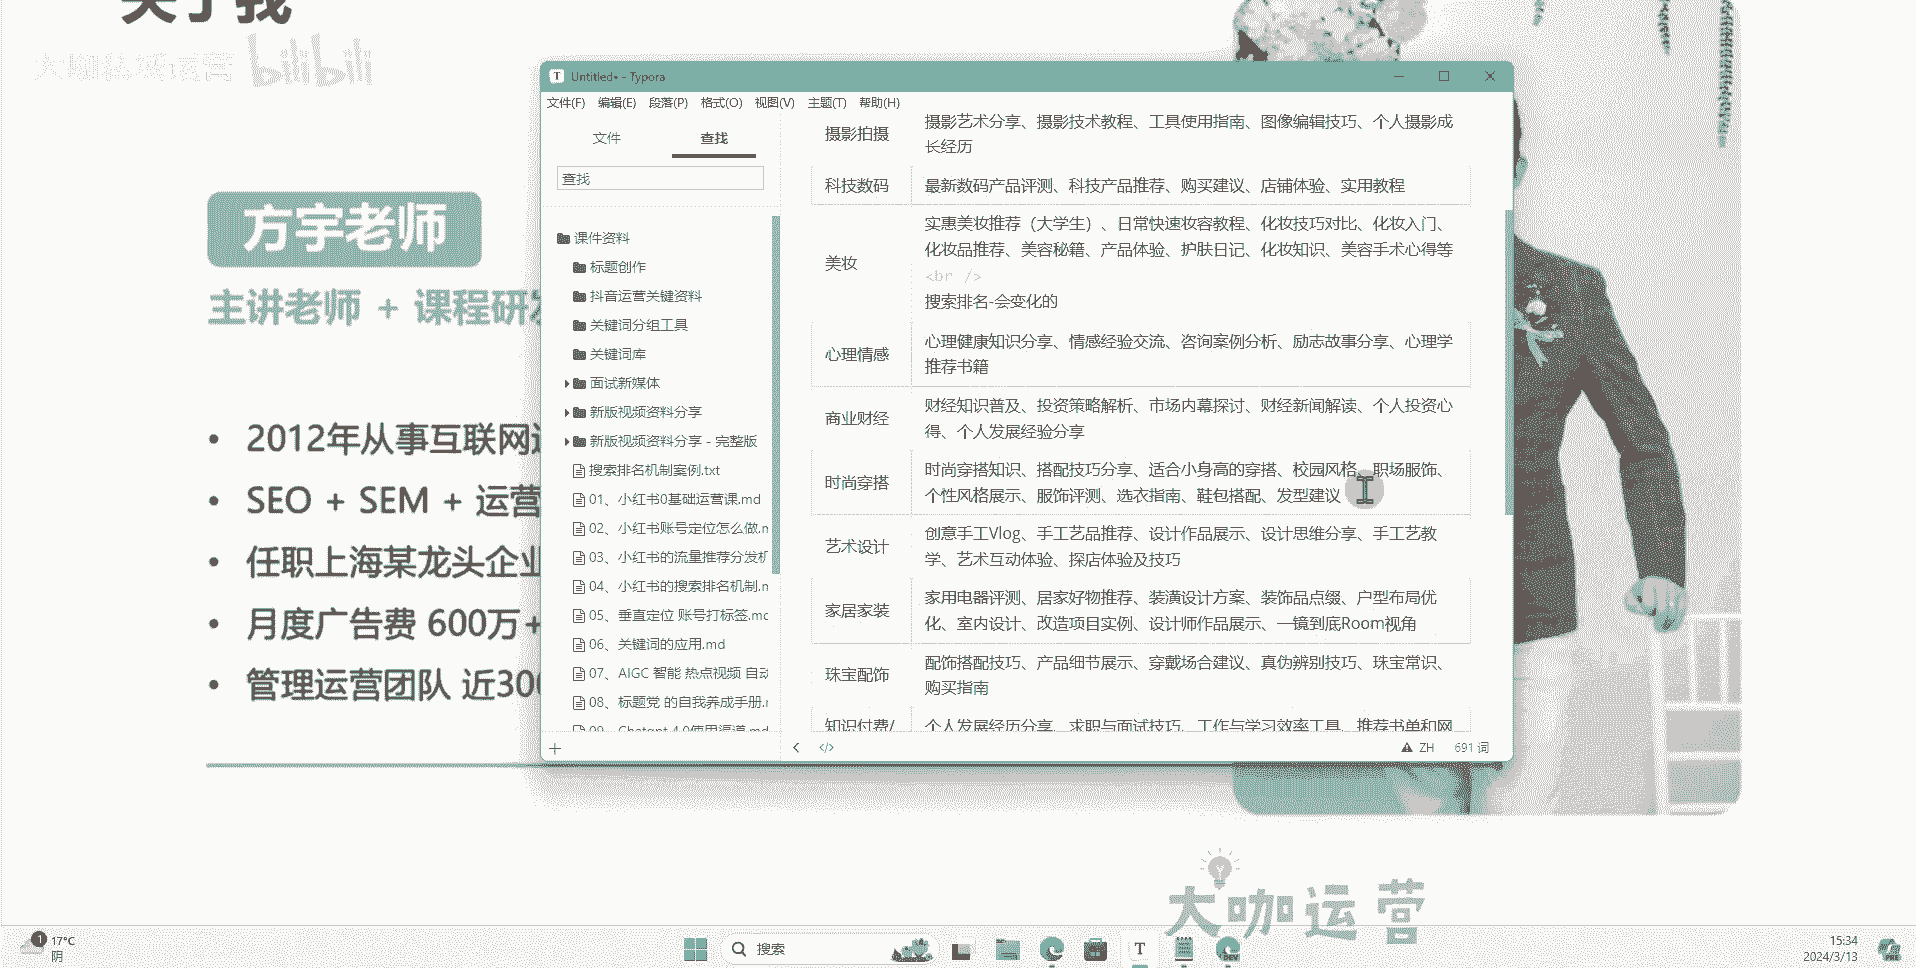 关于我
bilibili
方宇老师
主讲老师 + 课程研发
2012年从事互联网
SEO + SEM + 运营
任职上海某龙头企业
月度广告费 600万+
管理运营团队 近300
Untitled• - Typora
文件(F) 编辑(E) 段落(P) 格式(O) 视图(V) 主题(T) 帮助(H)
文件 查找
查找
课件资料
标题创作
抖音运营关键资料
关键词分组工具
关键词库
面试新媒体
新版视频资料分享
新版视频资料分享 - 完整版
搜索排名机制案例.txt
01、小红书0基础运营课.md
02、小红书账号定位怎么做.m
03、小红书的流量推荐分发机
04、小红书的搜索排名机制.m
05、垂直定位 账号打标签.mc
06、关键词的应用.md
07、AIGC 智能 热点视频 自动
08、标题党 的自我养成手册.r
09、Chatgpt 4.0使用渠道.md
摄影拍摄
摄影艺术分享、摄影技术教程、工具使用指南、图像编辑技巧、个人摄影成
长经历
科技数码
最新数码产品评测、科技产品推荐、购买建议、店铺体验、实用教程
美妆
实惠美妆推荐（大学生）、日常快速妆容教程、化妆技巧对比、化妆入门、
化妆品推荐、美容秘籍、产品体验、护肤日记、化妆知识、美容手术心得等
<br />
搜索排名-会变化的
心理情感
心理健康知识分享、情感经验交流、咨询案例分析、励志故事分享、心理学
推荐书籍
商业财经
财经知识普及、投资策略解析、市场内幕探讨、财经新闻解读、个人投资心
得、个人发展经验分享
时尚穿搭
时尚穿搭知识、搭配技巧分享、适合小身高的穿搭、校园风格、职场服饰、
个性风格展示、服饰评测、选衣指南、鞋包搭配、发型建议
艺术设计
创意手工Vlog、手工艺品推荐、设计作品展示、设计思维分享、手工艺教
学、艺术互动体验、探店体验及技巧
家居家装
家用电器评测、居家好物推荐、装潢设计方案、装饰品点缀、户型布局优
化、室内设计、改造项目实例、设计师作品展示、一镜到底Room视角
珠宝配饰
配饰搭配技巧、产品细节展示、穿戴场合建议、真伪辨别技巧、珠宝常识、
购买指南
知识付费/
个人发展经历分享、求职与面试技巧、工作与学习效率工具、推荐书单和网
ZH 691 词
大咖运营
1
17°C
阴
搜索
15:34
2024/3/13